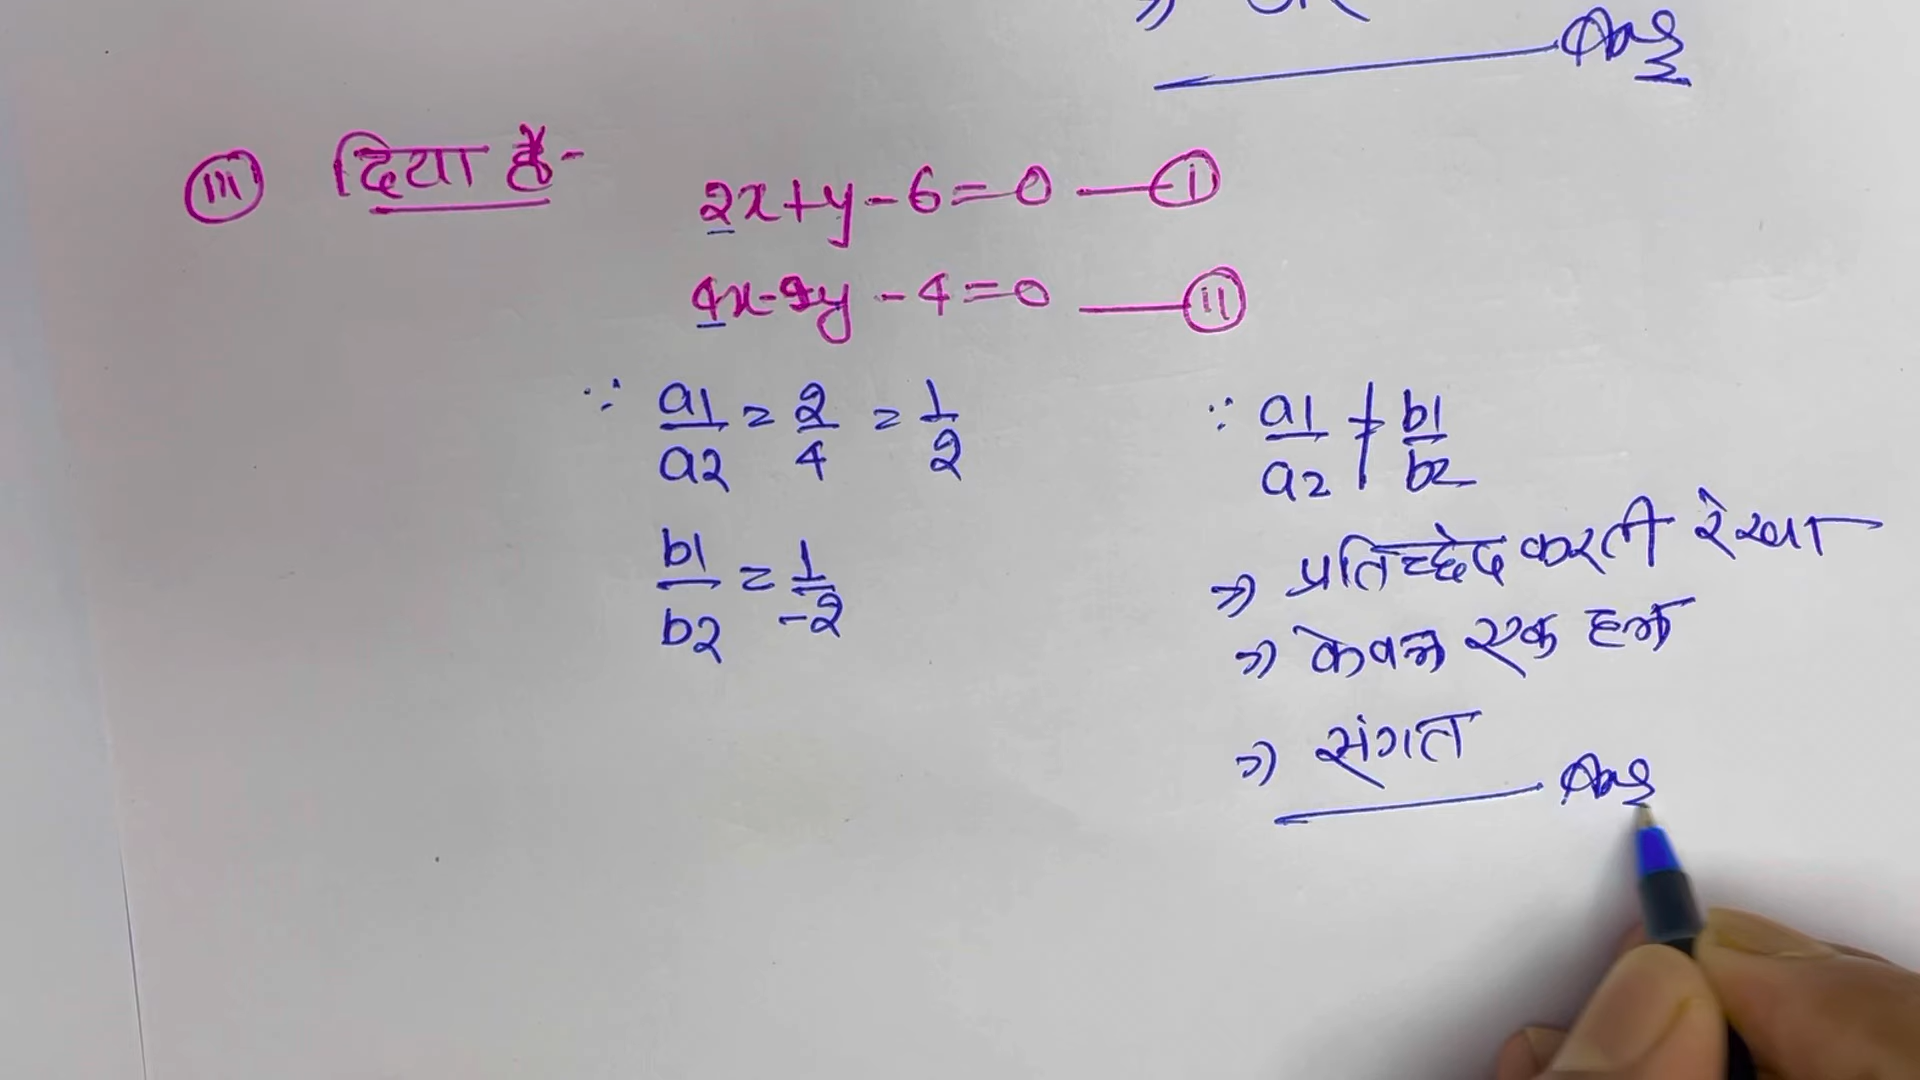 Ans
(iii) दिया है-
2x+y-6=0 — (i)
4x-2y-4=0 — (ii)
∵ a1/a2 = 2/4 = 1/2
b1/b2 = 1/-2
∵ a1/a2 ≠ b1/b2
⇒ प्रतिच्छेद करती रेखा
⇒ केवल एक हल
⇒ संगत
Ans